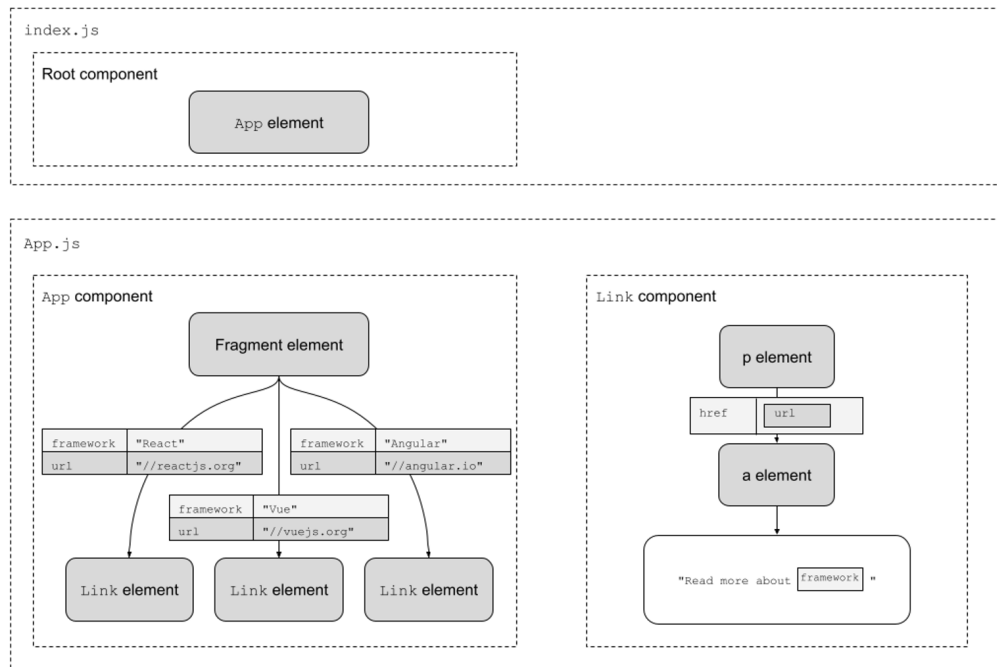 index.js
Root component
App element
App.js
App component
Fragment element
framework "React"
url "//reactjs.org"
framework "Angular"
url "//angular.io"
framework "Vue"
url "//vuejs.org"
Link element
Link element
Link element
Link component
p element
href url
a element
"Read more about framework "